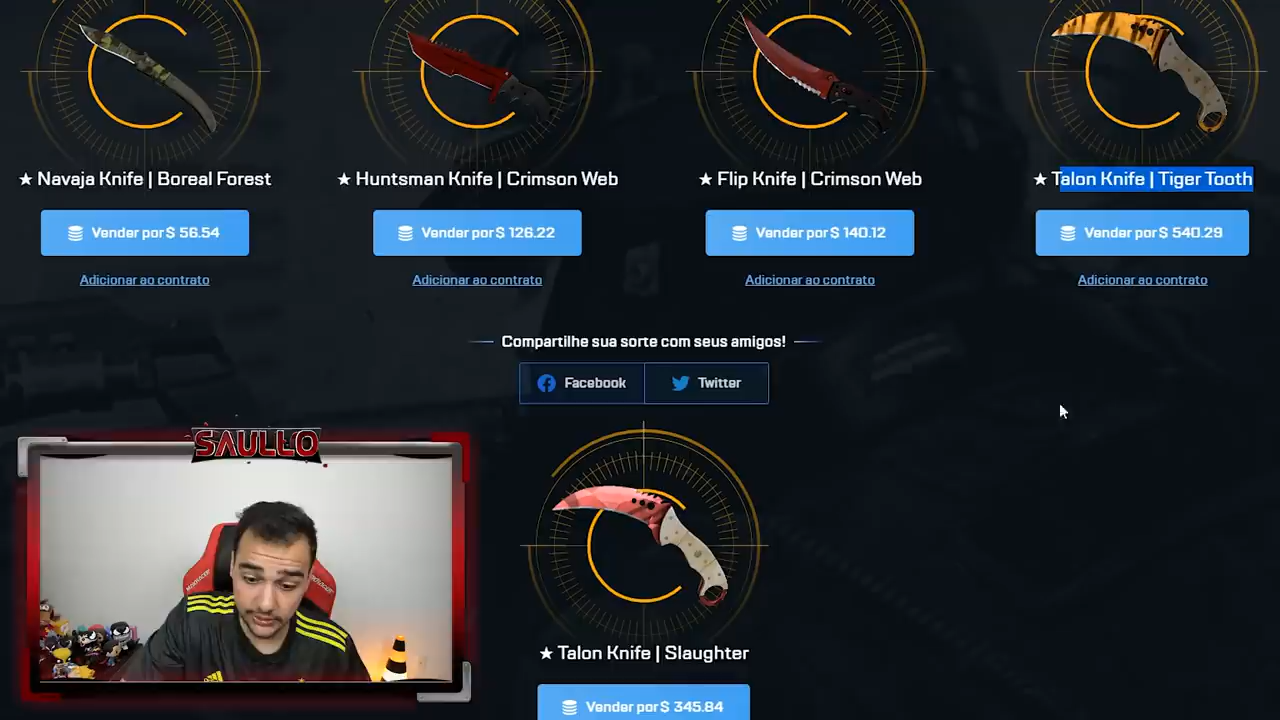 ★ Navaja Knife | Boreal Forest
★ Huntsman Knife | Crimson Web
★ Flip Knife | Crimson Web
★ Talon Knife | Tiger Tooth
Vender por $ 56.54
Vender por $ 126.22
Vender por $ 140.12
Vender por $ 540.29
Adicionar ao contrato
Adicionar ao contrato
Adicionar ao contrato
Adicionar ao contrato
Compartilhe sua sorte com seus amigos!
Facebook
Twitter
SAULLO
★ Talon Knife | Slaughter
Vender por $ 345.84